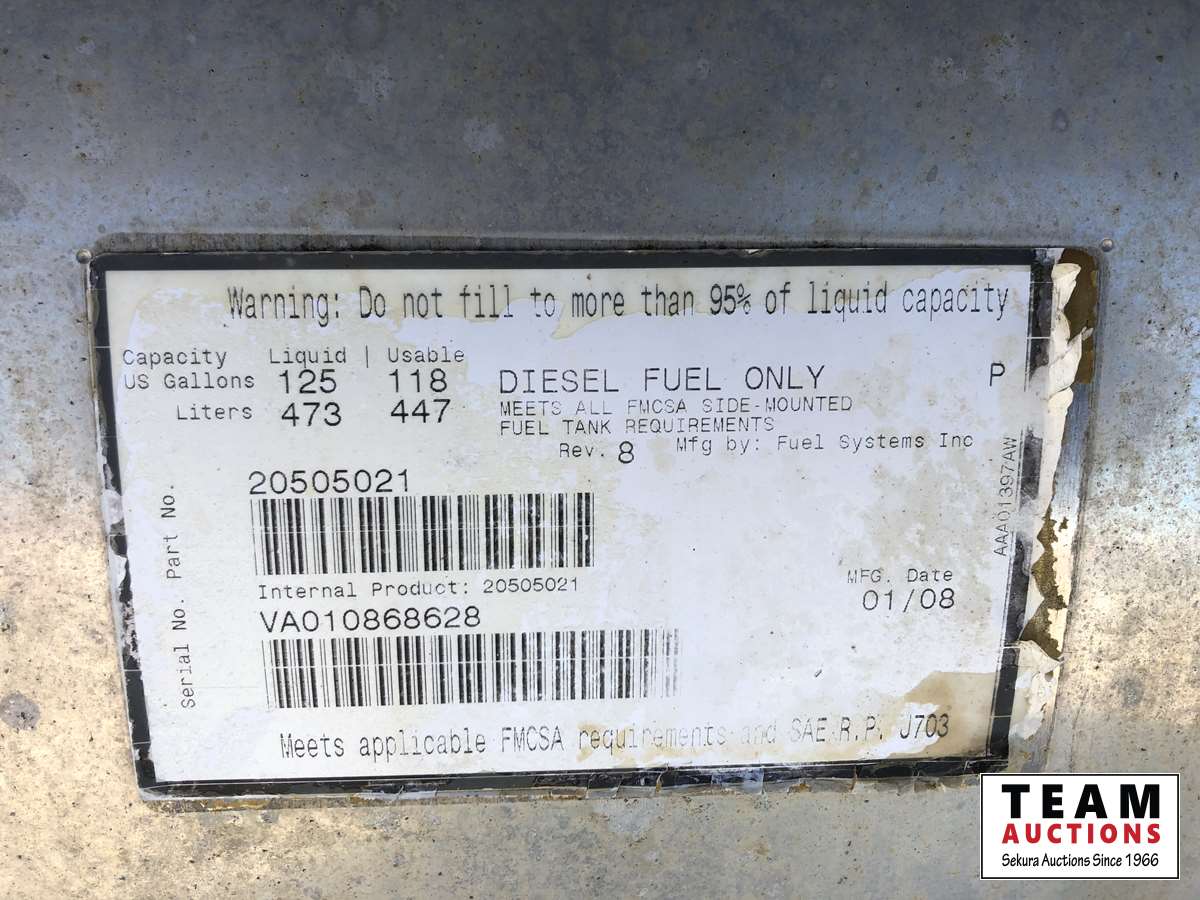 Warning: Do not fill to more than 95% of liquid capacity
Capacity Liquid | Usable
US Gallons 125 118
Liters 473 447
DIESEL FUEL ONLY P
MEETS ALL FMCSA SIDE-MOUNTED
FUEL TANK REQUIREMENTS
Rev. 8 Mfg by: Fuel Systems Inc
AAA01397AW
Part No.
20505021
Internal Product: 20505021
Serial No.
VA010868628
MFG. Date
01/08
Meets applicable FMCSA requirements and SAE R.P. J703
TEAM
AUCTIONS
Sekura Auctions Since 1966